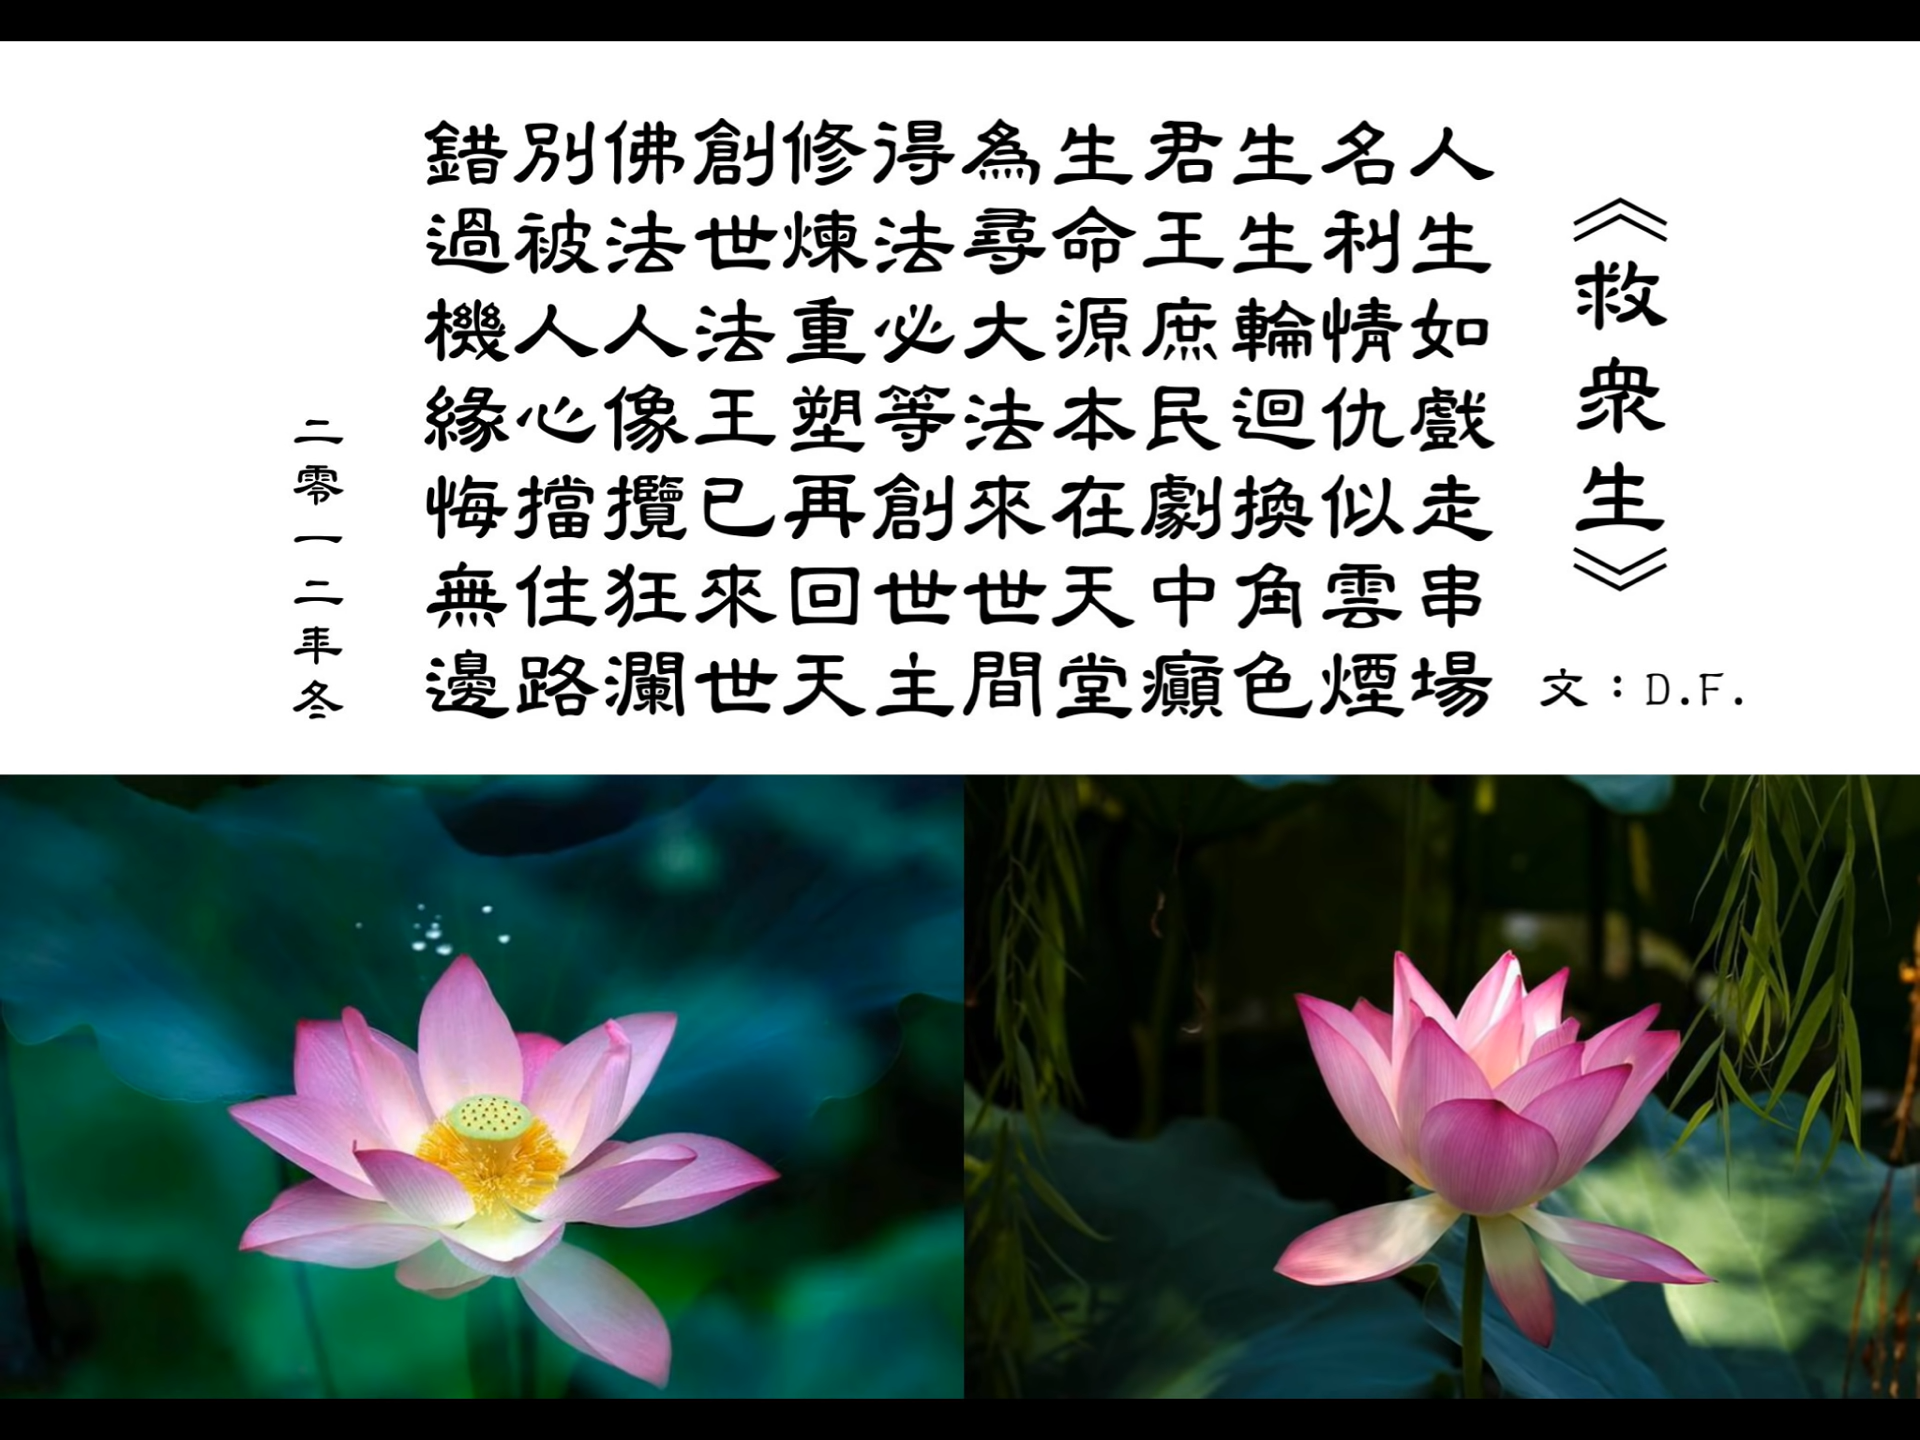 《救衆生》
文：D.F.
人生如戲走串場
名利情仇似雲煙
生生輪迴換角色
君王庶民劇中癲
生命源本在天堂
為尋大法來世間
得法必等創世主
修煉重塑再回天
創世法王已來世
佛法人像攬狂瀾
別被人心擋住路
錯過機緣悔無邊
二零一二年冬